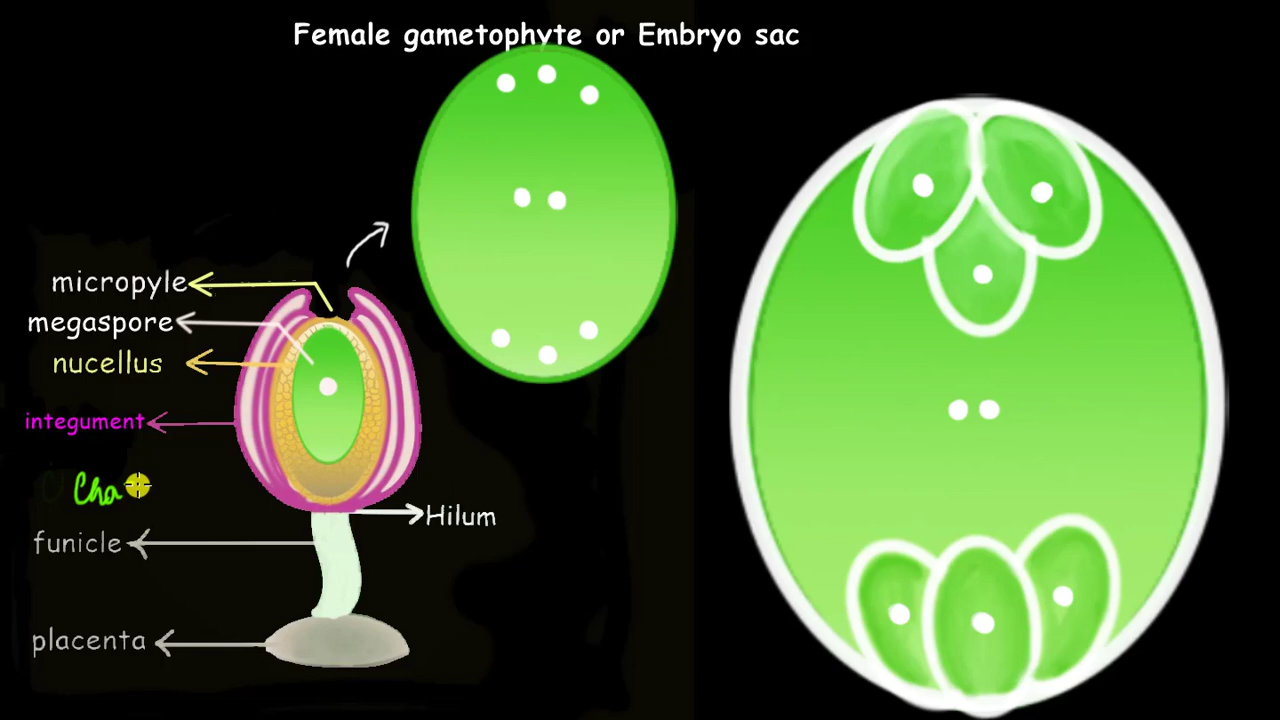 Female gametophyte or Embryo sac
micropyle
megaspore
nucellus
integument
Cha
Hilum
funicle
placenta